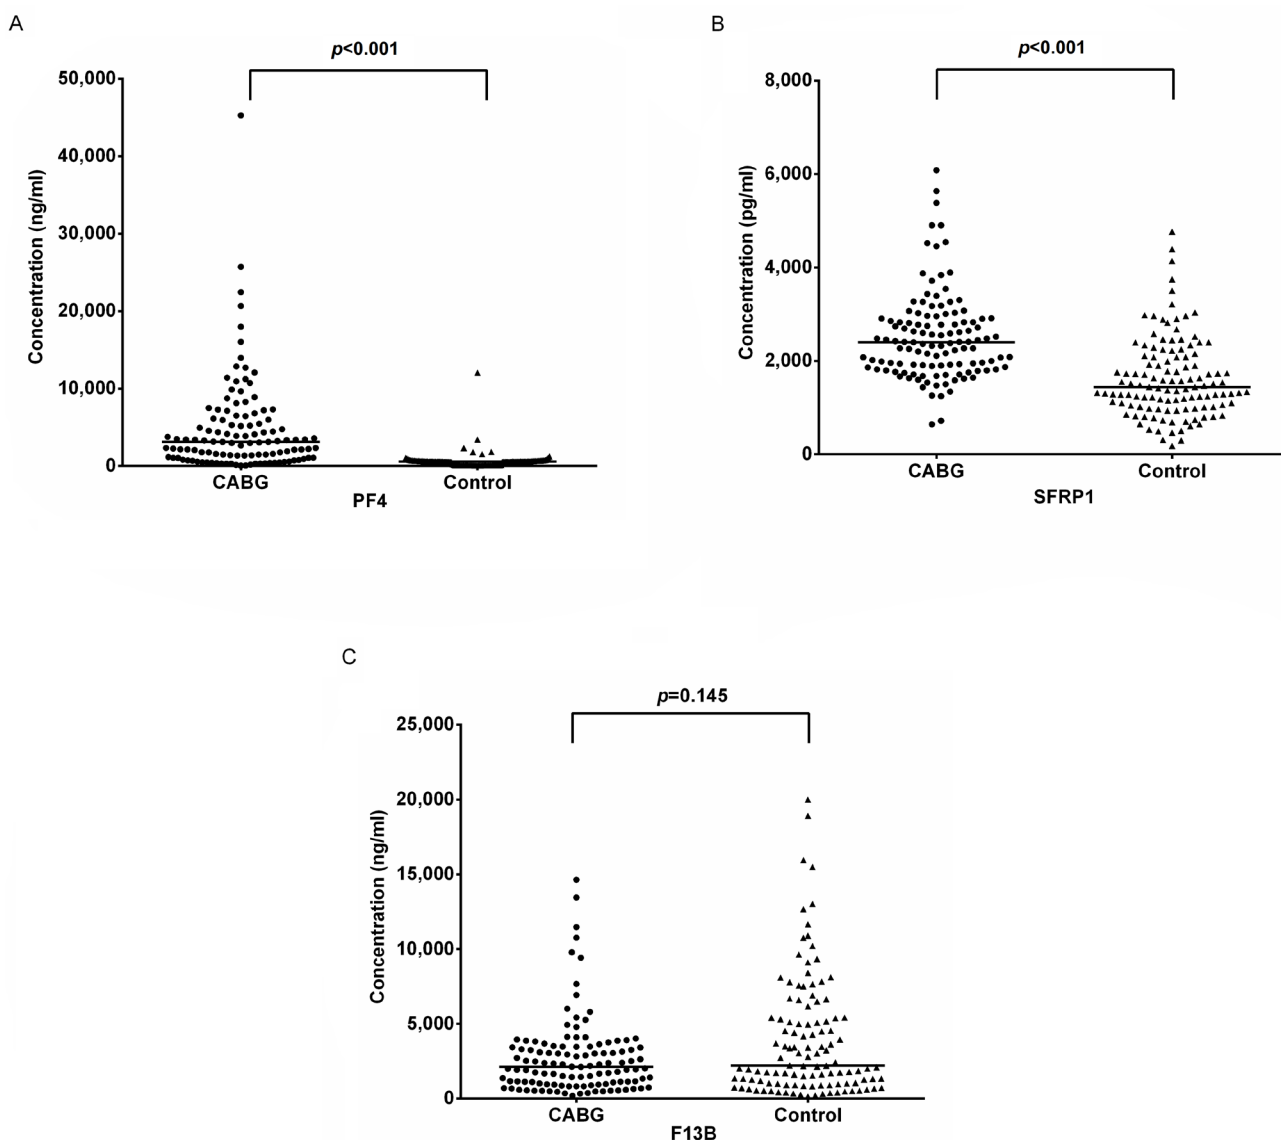 A
p<0.001
50,000
40,000
30,000
20,000
10,000
0
Concentration (ng/ml)
CABG
Control
PF4
B
p<0.001
8,000
6,000
4,000
2,000
0
Concentration (pg/ml)
CABG
Control
SFRP1
C
p=0.145
25,000
20,000
15,000
10,000
5,000
0
Concentration (ng/ml)
CABG
Control
F13B